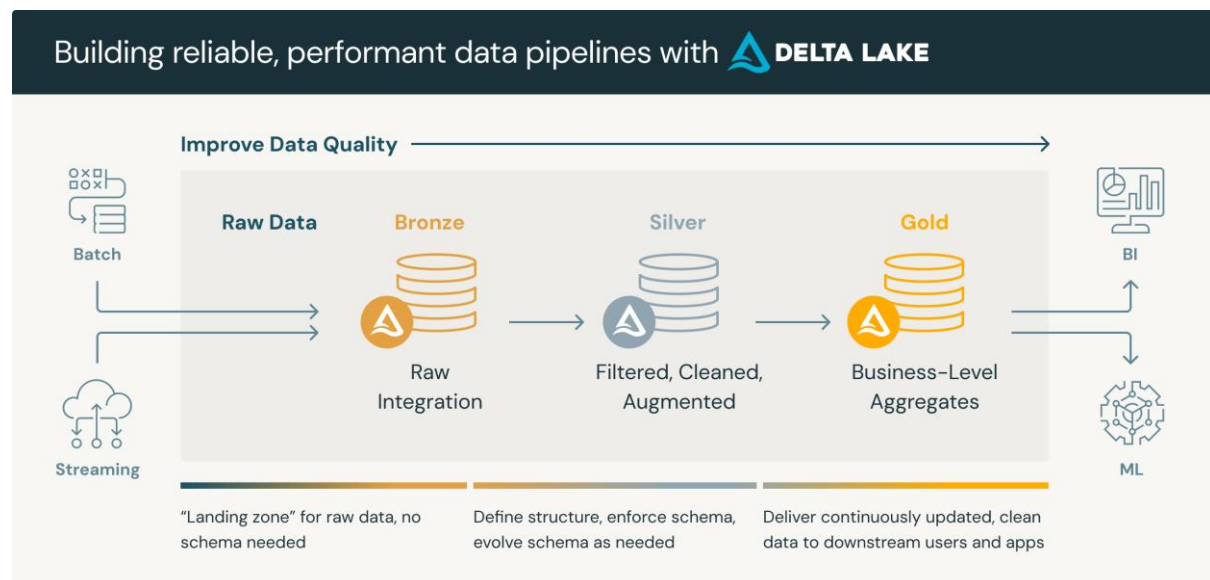 Building reliable, performant data pipelines with DELTA LAKE
Improve Data Quality
Batch
Streaming
Raw Data
Bronze
Raw
Integration
Silver
Filtered, Cleaned,
Augmented
Gold
Business-Level
Aggregates
BI
ML
“Landing zone” for raw data, no
schema needed
Define structure, enforce schema,
evolve schema as needed
Deliver continuously updated, clean
data to downstream users and apps